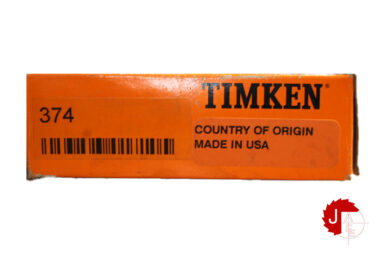 TIMKEN
374
COUNTRY OF ORIGIN
MADE IN USA
J